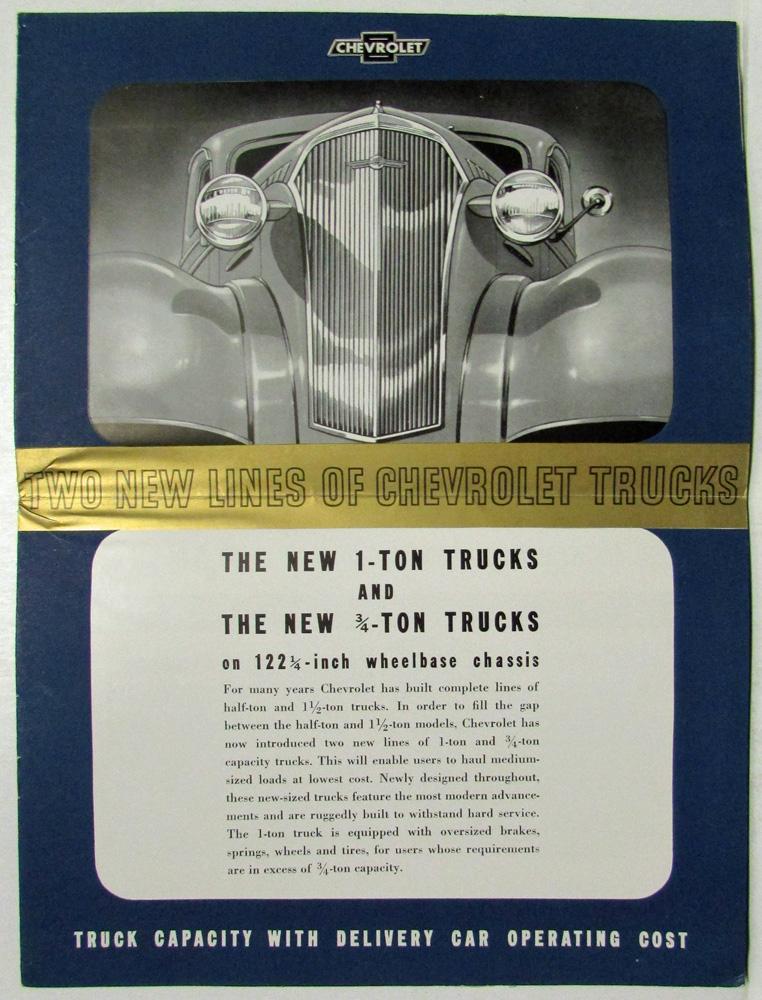 CHEVROLET
TWO NEW LINES OF CHEVROLET TRUCKS
THE NEW 1-TON TRUCKS
AND
THE NEW ¾-TON TRUCKS
on 122¼-inch wheelbase chassis
For many years Chevrolet has built complete lines of
half-ton and 1½-ton trucks. In order to fill the gap
between the half-ton and 1½-ton models, Chevrolet has
now introduced two new lines of 1-ton and ¾-ton
capacity trucks. This will enable users to haul medium-
sized loads at lowest cost. Newly designed throughout,
these new-sized trucks feature the most modern advance-
ments and are ruggedly built to withstand hard service.
The 1-ton truck is equipped with oversized brakes,
springs, wheels and tires, for users whose requirements
are in excess of ¾-ton capacity.
TRUCK CAPACITY WITH DELIVERY CAR OPERATING COST